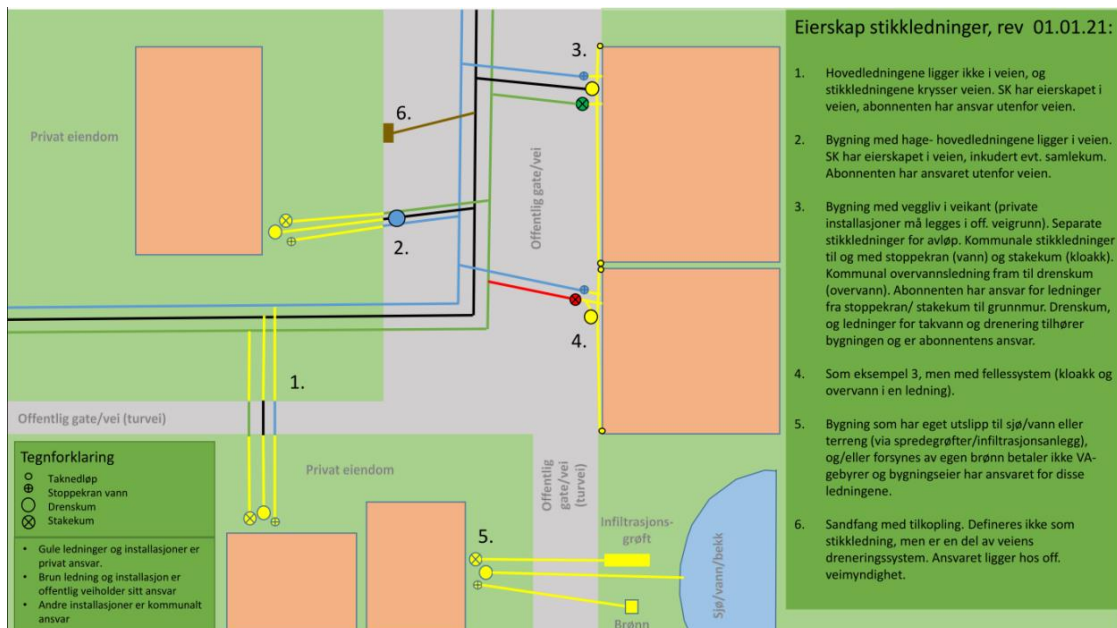 Eierskap stikkledninger, rev 01.01.21:
1. Hovedledningene ligger ikke i veien, og
stikkledningene krysser veien. SK har eierskapet i
veien, abonnenten har ansvar utenfor veien.
2. Bygning med hage- hovedledningene ligger i veien.
SK har eierskapet i veien, inkudert evt. samlekum.
Abonnenten har ansvaret utenfor veien.
3. Bygning med veggliv i veikant (private
installasjoner må legges i off. veigrunn). Separate
stikkledninger for avløp. Kommunale stikkledninger
til og med stoppekran (vann) og stakekum (kloakk).
Kommunal overvannsledning fram til drenskum
(overvann). Abonnenten har ansvar for ledninger
fra stoppekran/ stakekum til grunnmur. Drenskum,
og ledninger for takvann og drenering tilhører
bygningen og er abonnentens ansvar.
4. Som eksempel 3, men med fellessystem (kloakk og
overvann i en ledning).
5. Bygning som har eget utslipp til sjø/vann eller
terreng (via spredegrøfter/infiltrasjonsanlegg),
og/eller forsynes av egen brønn betaler ikke VA-
gebyrer og bygningseier har ansvaret for disse
ledningene.
6. Sandfang med tilkopling. Defineres ikke som
stikkledning, men er en del av veiens
dreneringssystem. Ansvaret ligger hos off.
veimyndighet.
Privat eiendom
3.
6.
Offentlig gate/vei
2.
4.
1.
Offentlig gate/vei (turvei)
Tegnforklaring
Taknedløp
Stoppekran vann
Drenskum
Stakekum
• Gule ledninger og installasjoner er
privat ansvar.
• Brun ledning og installasjon er
offentlig veiholder sitt ansvar
• Andre installasjoner er kommunalt
ansvar
Privat eiendom
5.
Offentlig
gate/vei
(turvei)
Infiltrasjons-
grøft
Brønn
Sjø/vann/bekk